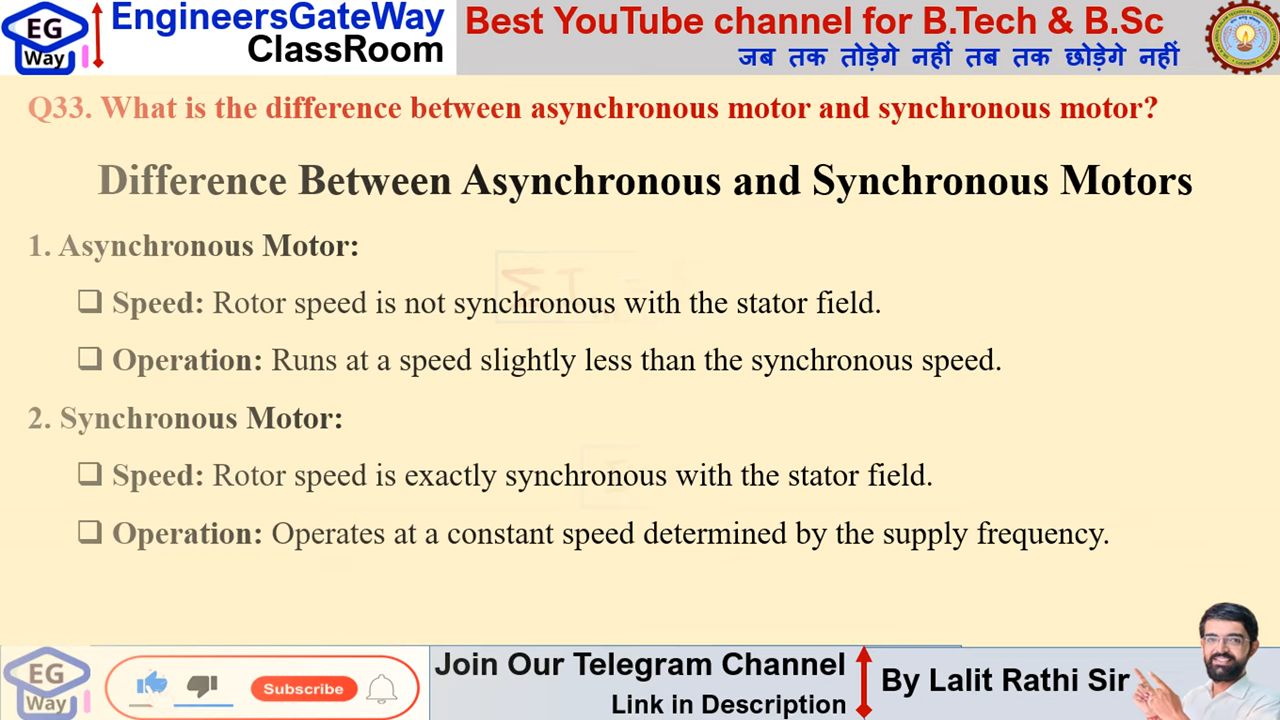 EG
Way
EngineersGateWay
ClassRoom
Best YouTube channel for B.Tech & B.Sc
जब तक तोड़ेगे नहीं तब तक छोड़ेगे नहीं
Q33. What is the difference between asynchronous motor and synchronous motor?
Difference Between Asynchronous and Synchronous Motors
1. Asynchronous Motor:
❑ Speed: Rotor speed is not synchronous with the stator field.
❑ Operation: Runs at a speed slightly less than the synchronous speed.
2. Synchronous Motor:
❑ Speed: Rotor speed is exactly synchronous with the stator field.
❑ Operation: Operates at a constant speed determined by the supply frequency.
EG
Way
Subscribe
Join Our Telegram Channel
Link in Description
By Lalit Rathi Sir